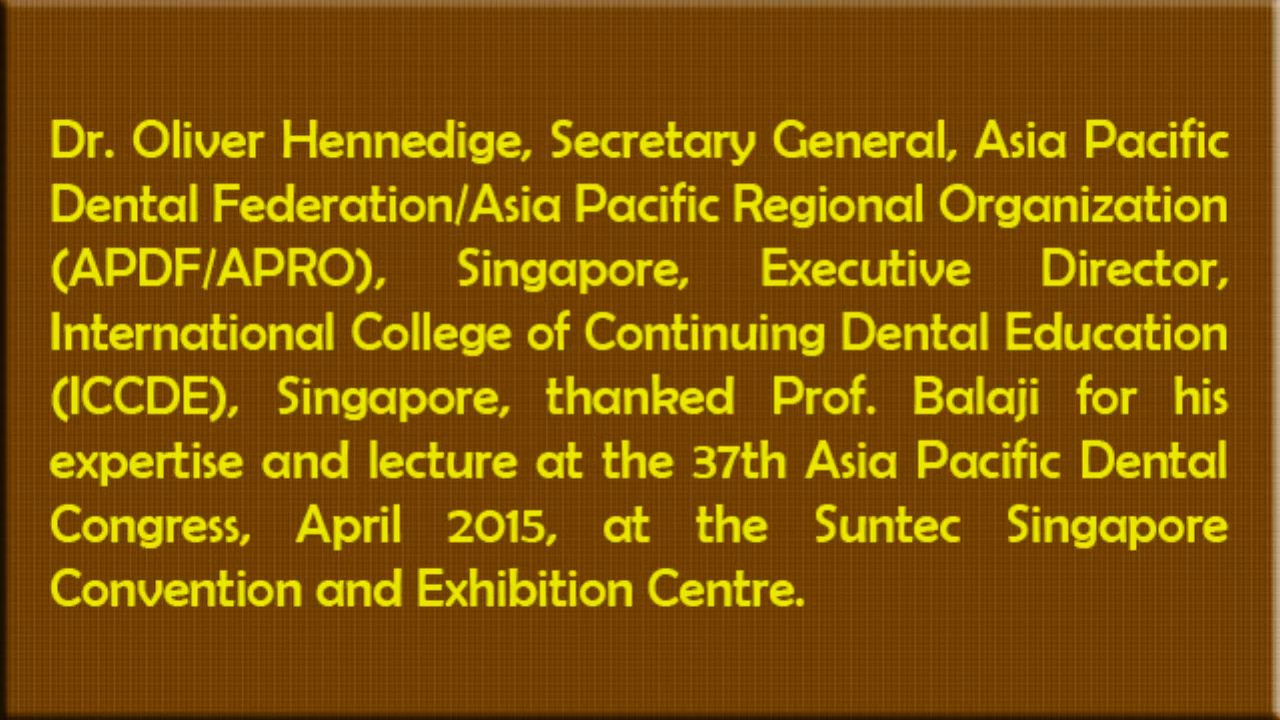 Dr. Oliver Hennedige, Secretary General, Asia Pacific
Dental Federation/Asia Pacific Regional Organization
(APDF/APRO), Singapore, Executive Director,
International College of Continuing Dental Education
(ICCDE), Singapore, thanked Prof. Balaji for his
expertise and lecture at the 37th Asia Pacific Dental
Congress, April 2015, at the Suntec Singapore
Convention and Exhibition Centre.